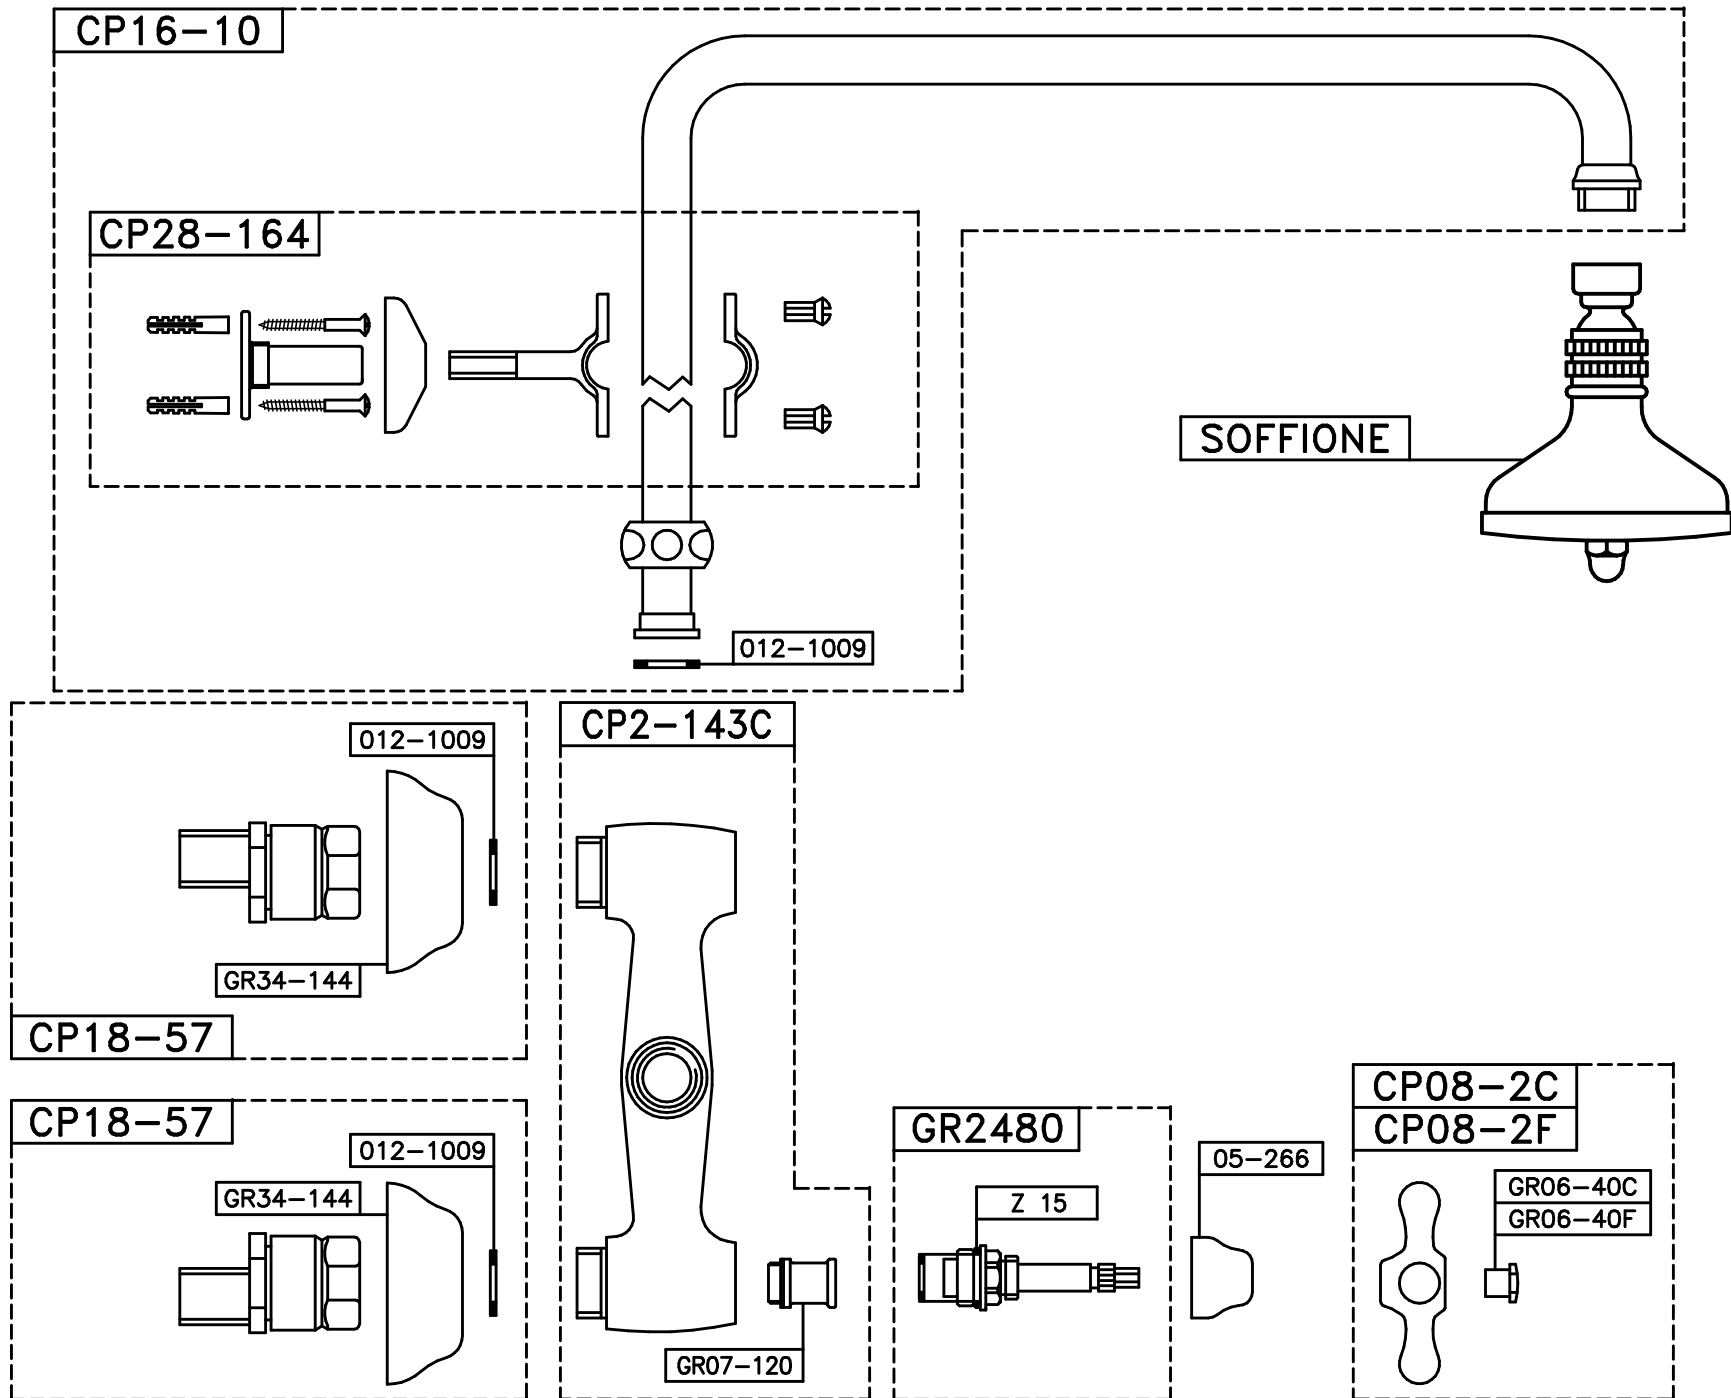 CP16-10
CP28-164
SOFFIONE
012-1009
CP2-143C
012-1009
GR34-144
CP18-57
CP18-57
012-1009
GR34-144
GR07-120
GR2480
Z 15
05-266
CP08-2C
CP08-2F
GR06-40C
GR06-40F